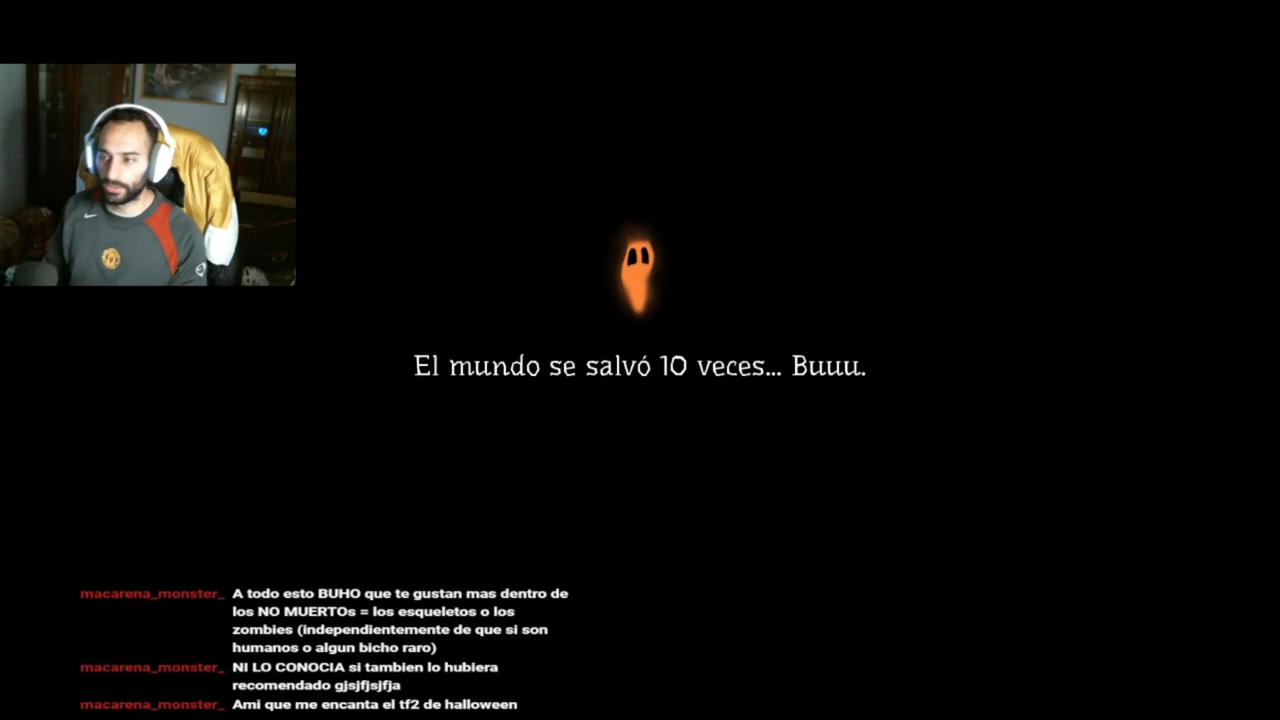 El mundo se salvó 10 veces... Buuu.
macarena_monster_ A todo esto BUHO que te gustan mas dentro de
los NO MUERTOs = los esqueletos o los
zombies (independientemente de que si son
humanos o algun bicho raro)
macarena_monster_ NI LO CONOCIA si tambien lo hubiera
recomendado gjsjfjsjfja
macarena_monster_ Ami que me encanta el tf2 de halloween